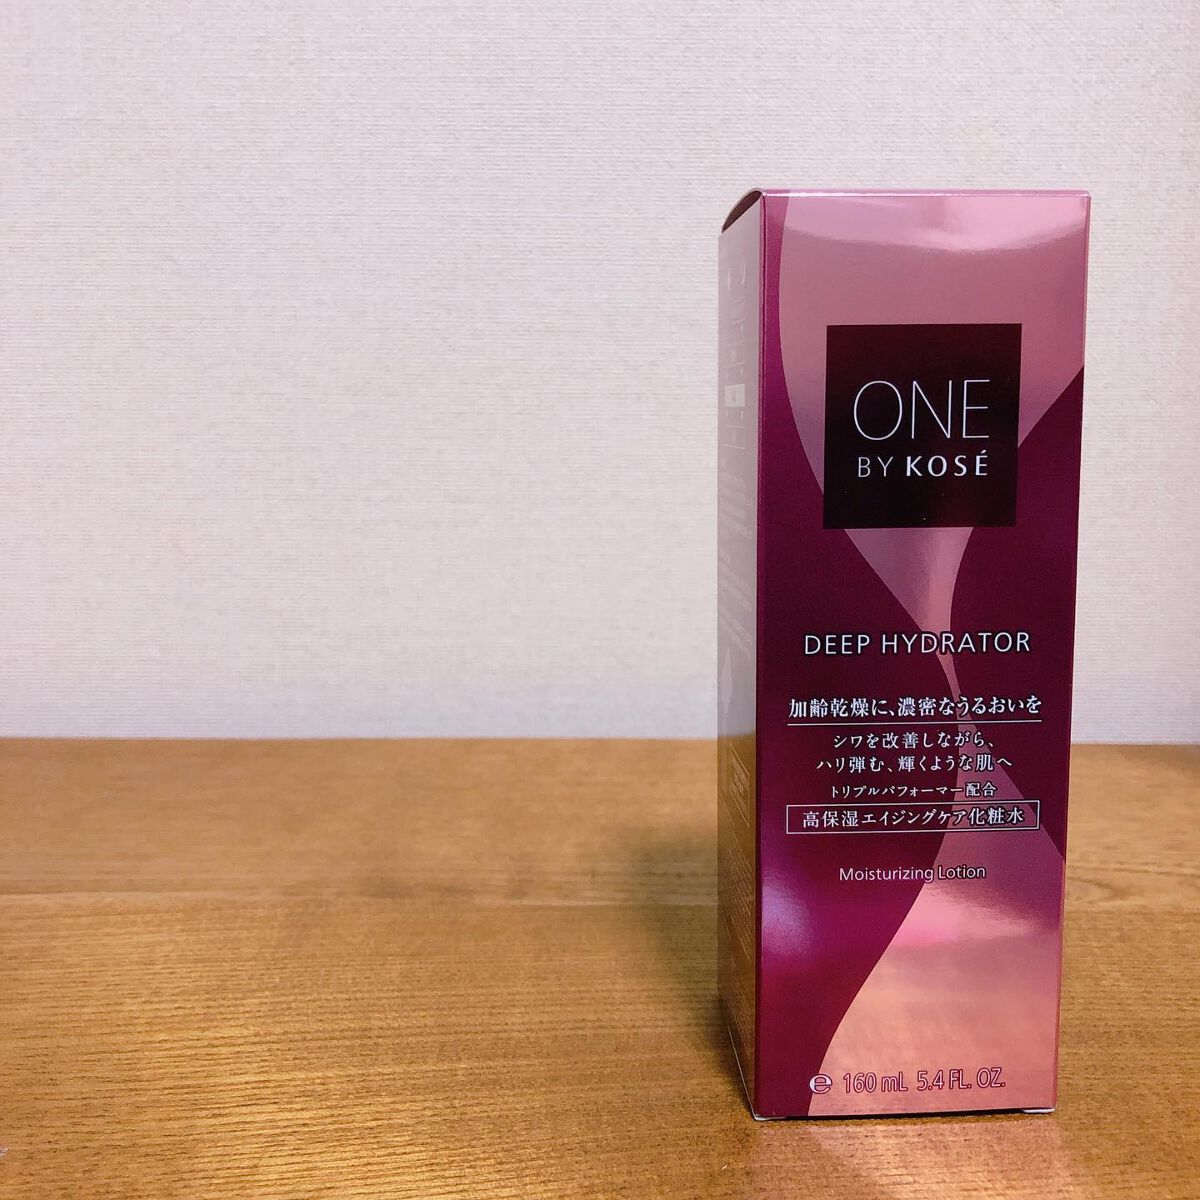 ONE
BY KOSÉ
DEEP HYDRATOR
加齢乾燥に、濃密なうるおいを
シワを改善しながら、
ハリ弾む、輝くような肌へ
トリプルパフォーマー配合
高保湿エイジングケア化粧水
Moisturizing Lotion
℮ 160 mL 5.4 FL. OZ.